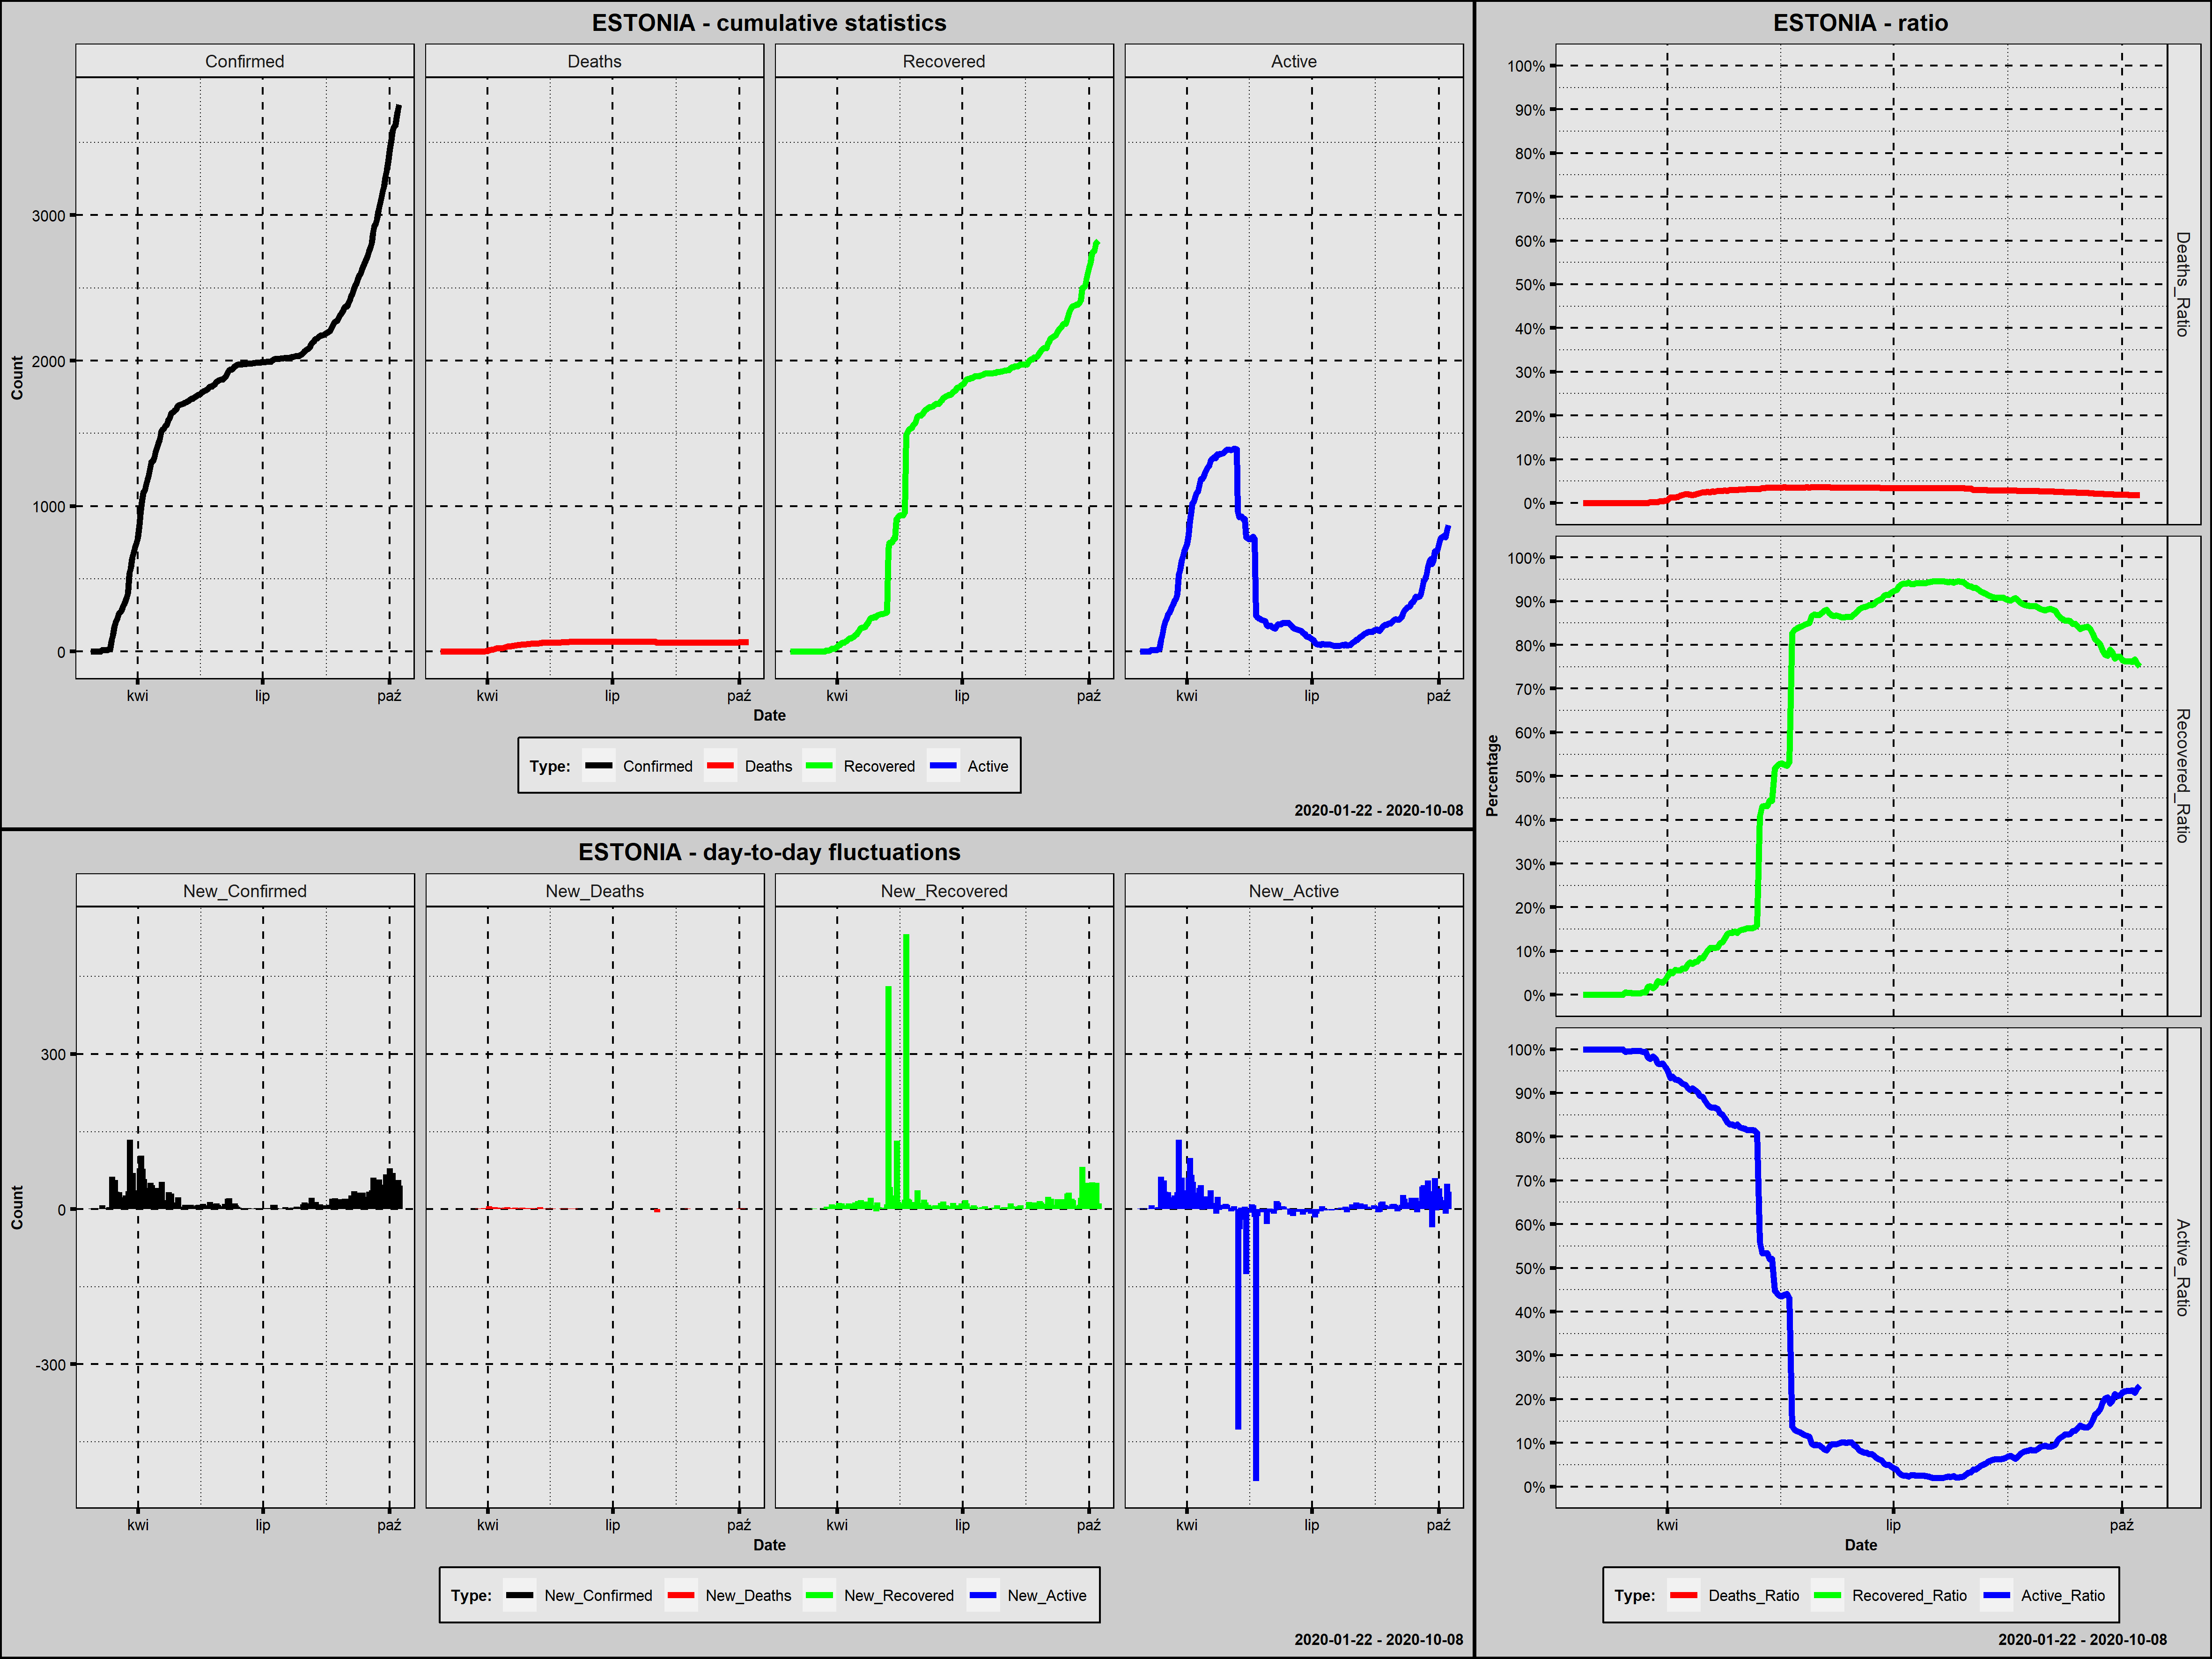 ESTONIA - cumulative statistics
Confirmed
Deaths
Recovered
Active
Count
3000
2000
1000
0
kwi lip paź
kwi lip paź
kwi lip paź
kwi lip paź
Date
Type: Confirmed Deaths Recovered Active
2020-01-22 - 2020-10-08
ESTONIA - day-to-day fluctuations
New_Confirmed
New_Deaths
New_Recovered
New_Active
Count
300
0
-300
kwi lip paź
kwi lip paź
kwi lip paź
kwi lip paź
Date
Type: New_Confirmed New_Deaths New_Recovered New_Active
2020-01-22 - 2020-10-08
ESTONIA - ratio
Percentage
100%
90%
80%
70%
60%
50%
40%
30%
20%
10%
0%
Deaths_Ratio
100%
90%
80%
70%
60%
50%
40%
30%
20%
10%
0%
Recovered_Ratio
100%
90%
80%
70%
60%
50%
40%
30%
20%
10%
0%
Active_Ratio
kwi lip paź
Date
Type: Deaths_Ratio Recovered_Ratio Active_Ratio
2020-01-22 - 2020-10-08